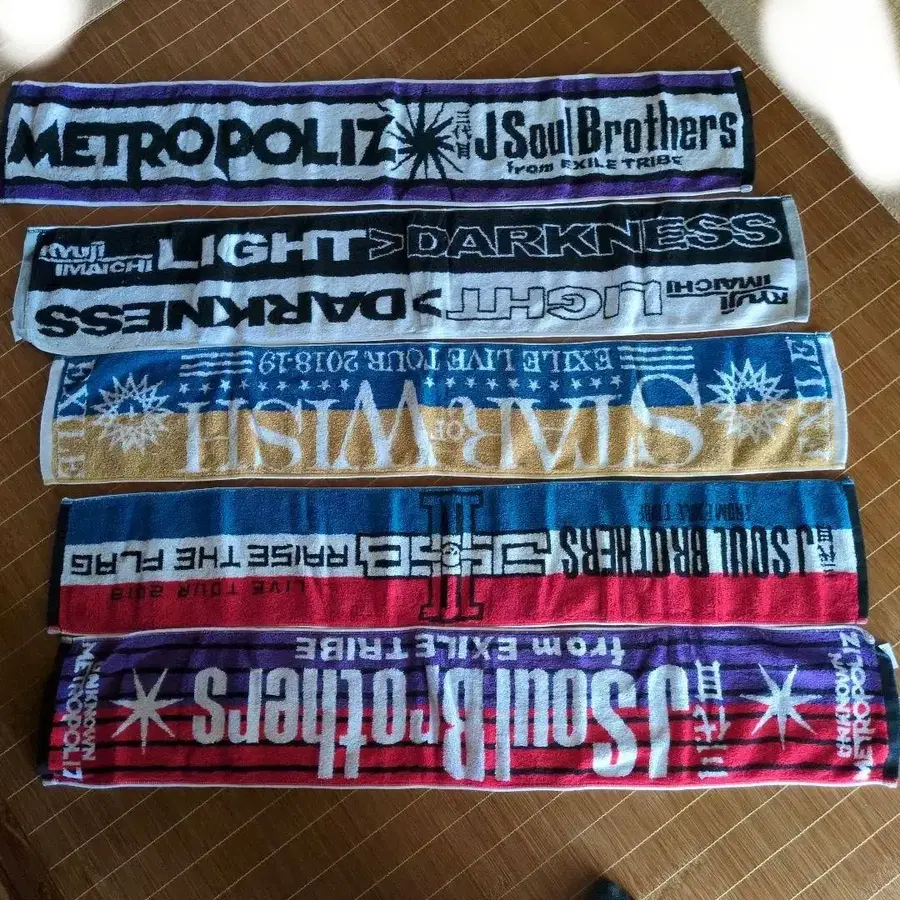 METROPOLIZ
三代目
J Soul Brothers
from EXILE TRIBE
RYUJI
IMAICHI
LIGHT>DARKNESS
RYUJI
IMAICHI
LIGHT>DARKNESS
EXILE LIVE TOUR 2018-19
STAR OF WISH
EXILE
EXILE
三代目
J SOUL BROTHERS
FROM EXILE TRIBE
RAISE THE FLAG
LIVE TOUR 2018
三代目
J Soul Brothers
from EXILE TRIBE
UNKNOWN
METROPOLIZ
UNKNOWN
METROPOLIZ